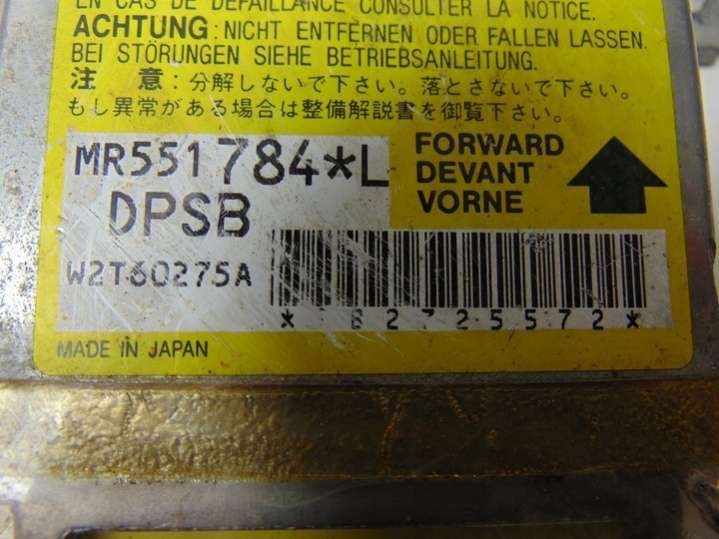 EN CAS DE DÉFAILLANCE CONSULTER LA NOTICE.
ACHTUNG: NICHT ENTFERNEN ODER FALLEN LASSEN.
BEI STÖRUNGEN SIEHE BETRIEBSANLEITUNG.
注 意:分解しないで下さい。落とさないで下さい。
もし異常がある場合は整備解説書を御覧下さい。
MR551784*L
DPSB
W2T60275A
FORWARD
DEVANT
VORNE
*82725572*
MADE IN JAPAN